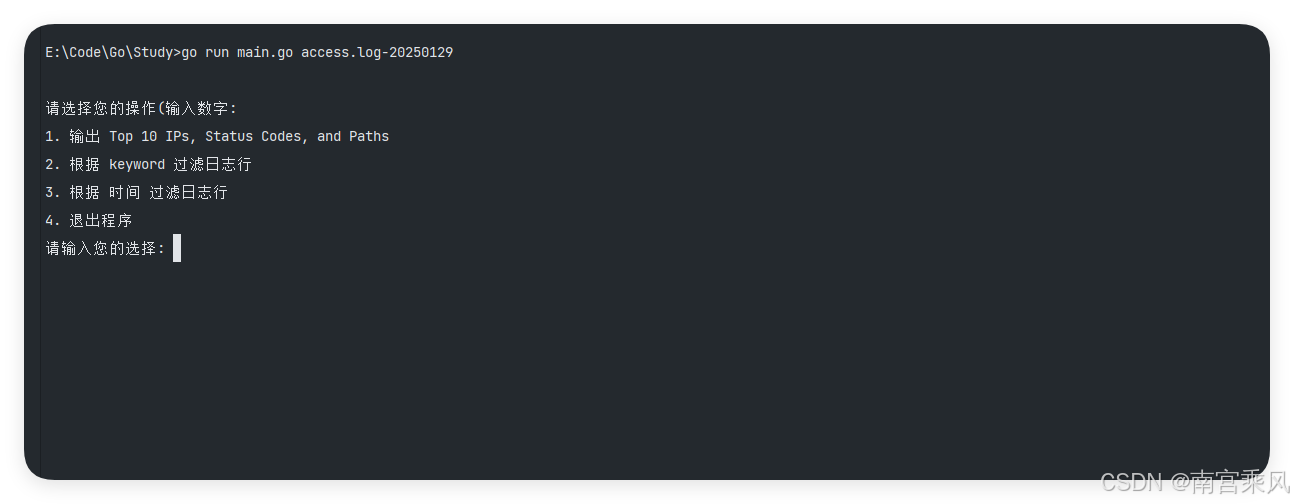 E:\Code\Go\Study>go run main.go access.log-20250129
请选择您的操作(输入数字:
1. 输出 Top 10 IPs, Status Codes, and Paths
2. 根据 keyword 过滤日志行
3. 根据 时间 过滤日志行
4. 退出程序
请输入您的选择:
CSDN @南宫乘风